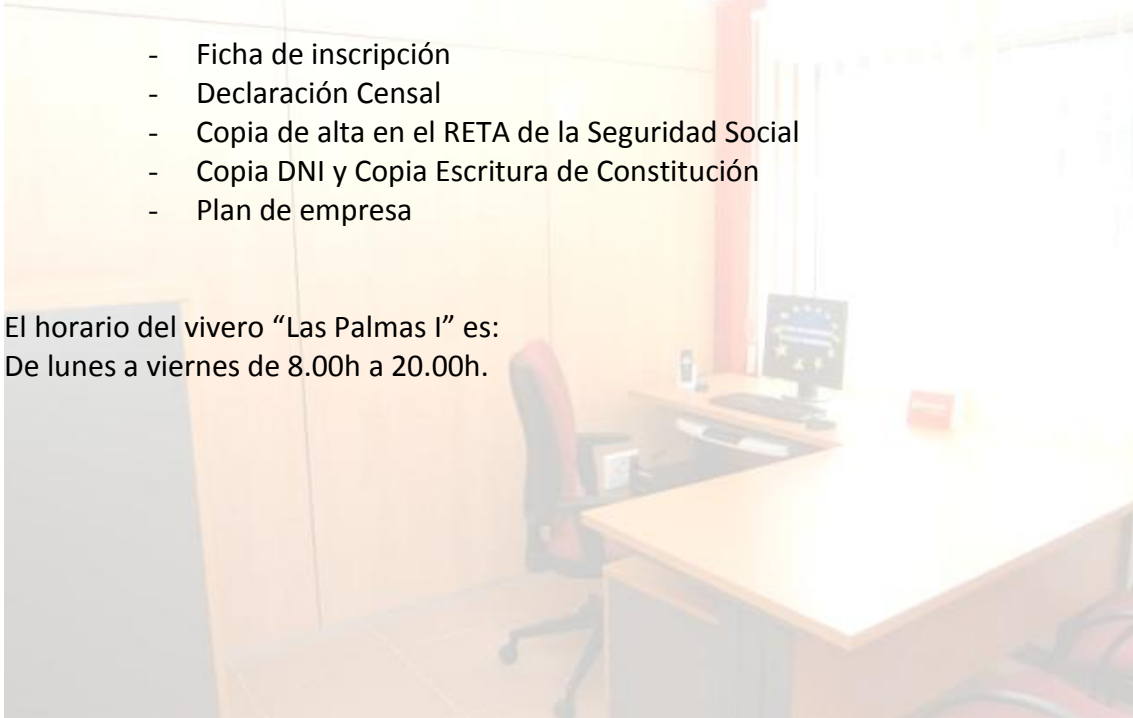 - Ficha de inscripción
- Declaración Censal
- Copia de alta en el RETA de la Seguridad Social
- Copia DNI y Copia Escritura de Constitución
- Plan de empresa
El horario del vivero “Las Palmas I” es:
De lunes a viernes de 8.00h a 20.00h.